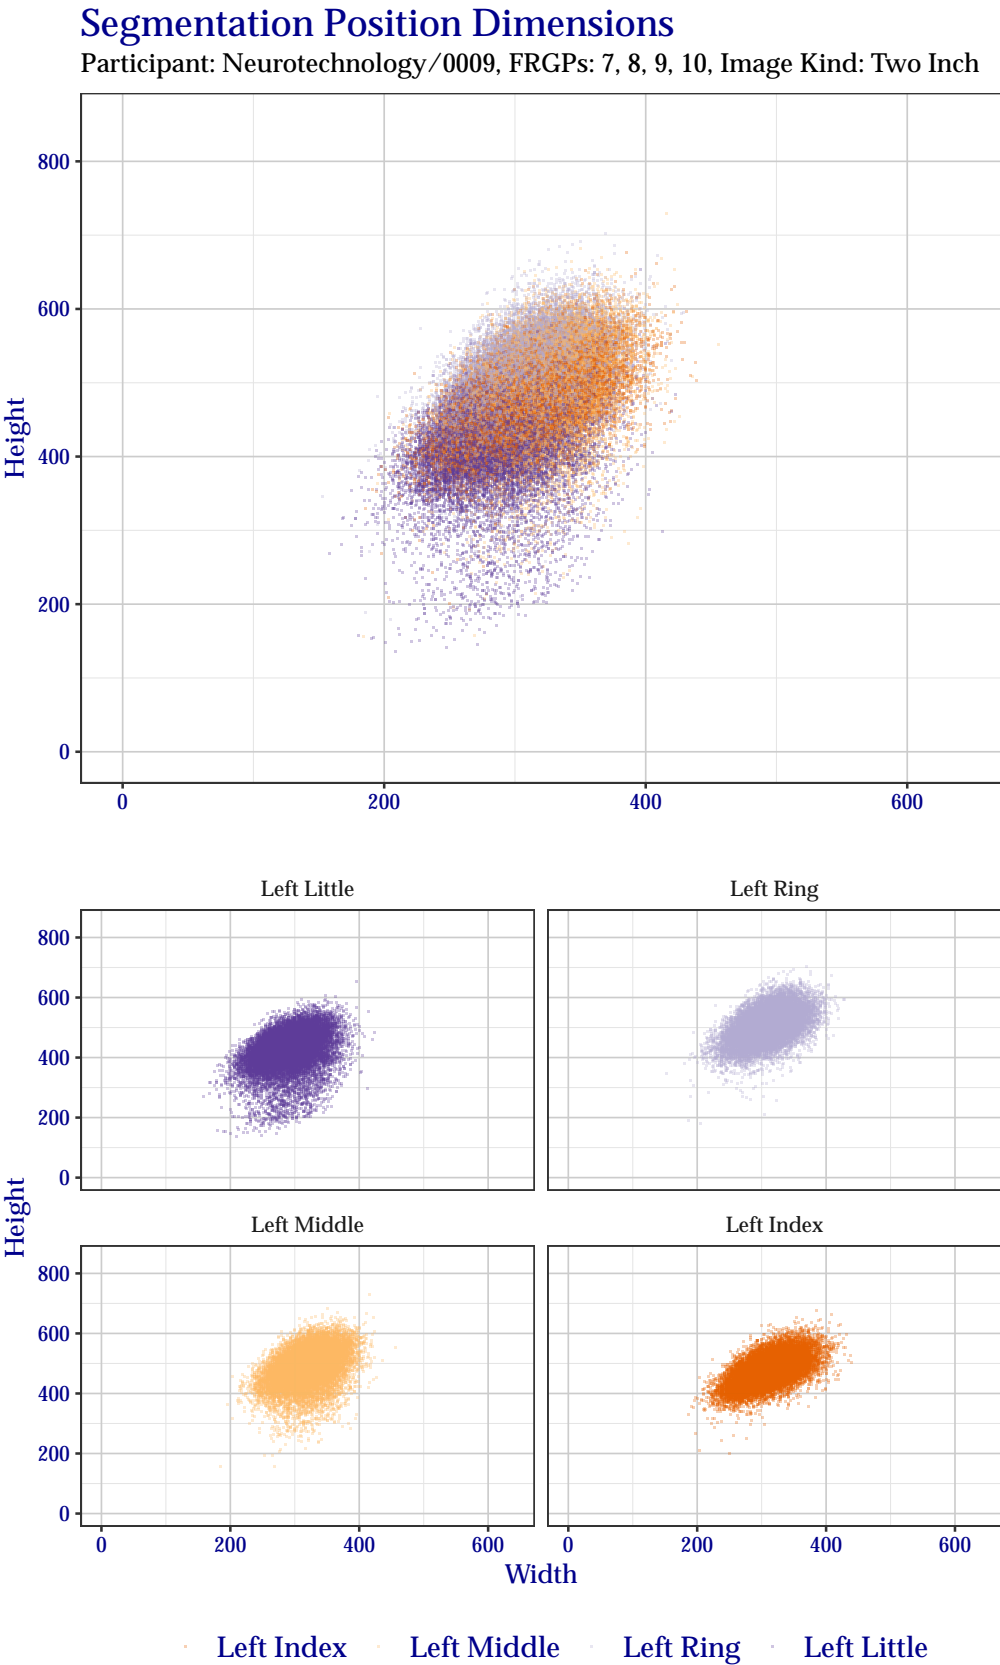 Segmentation Position Dimensions
Participant: Neurotechnology/0009, FRGPs: 7, 8, 9, 10, Image Kind: Two Inch
800
600
400
200
0
Height
0 200 400 600
Left Little Left Ring
800
600
400
200
0
Height
Left Middle Left Index
800
600
400
200
0
0 200 400 600 0 200 400 600
Width
Left Index Left Middle Left Ring Left Little